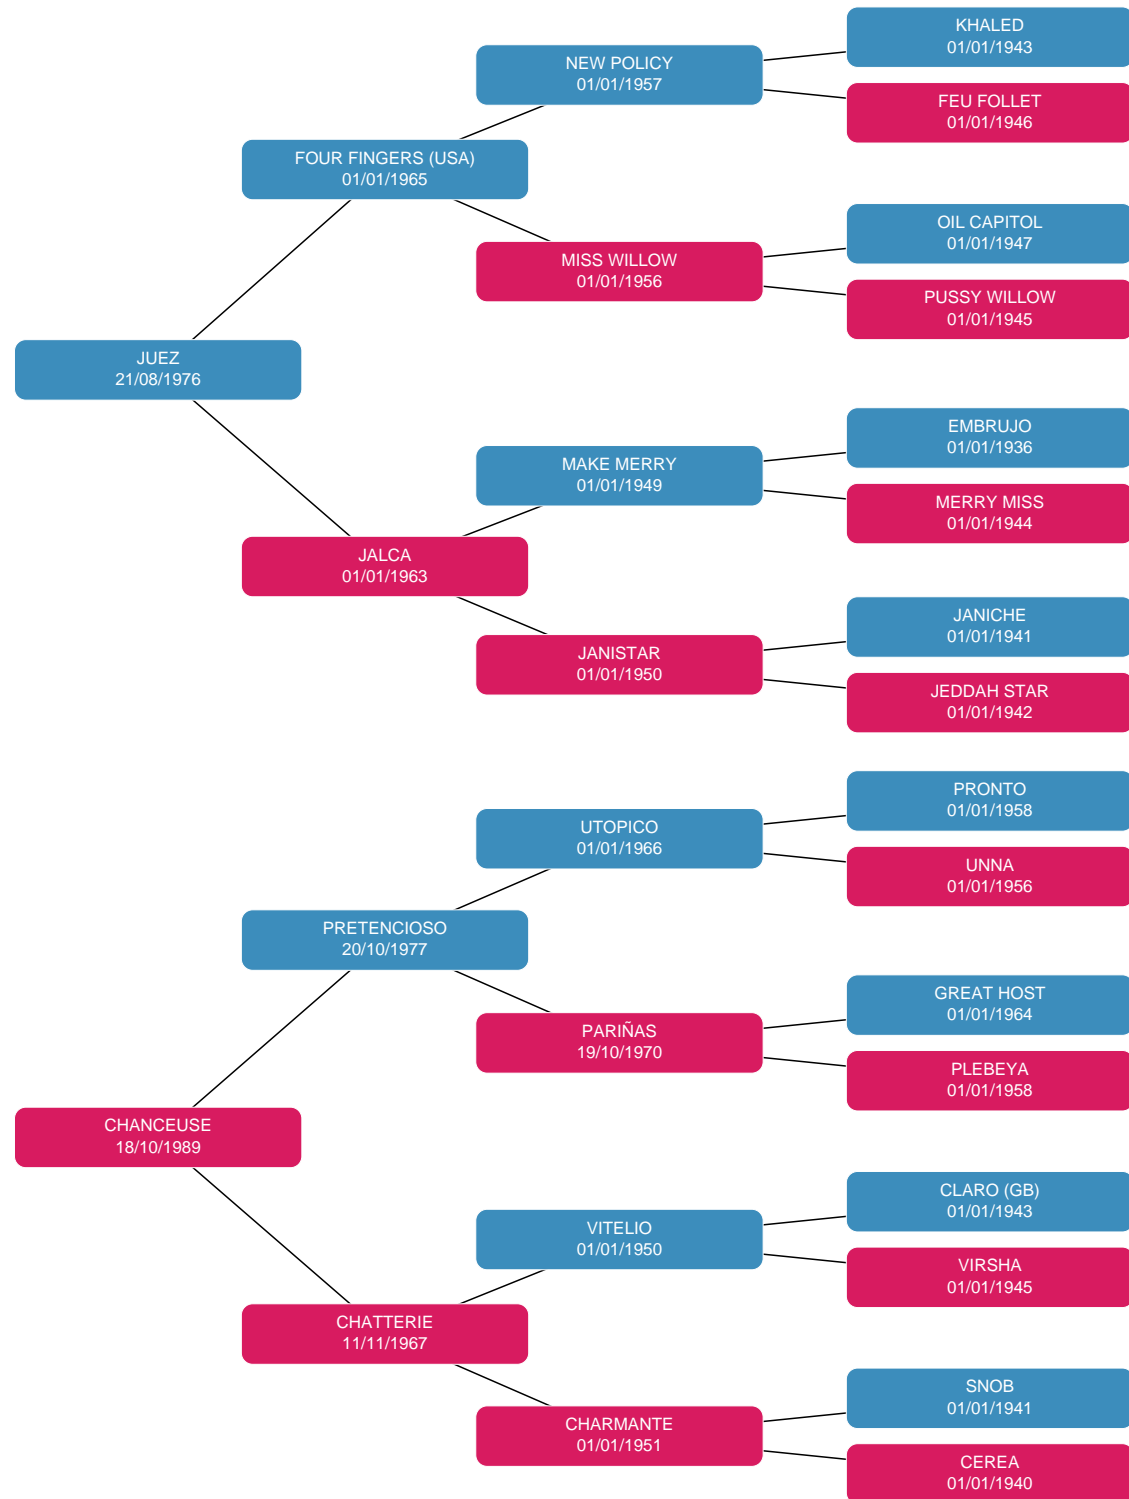 KHALED
01/01/1943
NEW POLICY
01/01/1957
FEU FOLLET
01/01/1946
FOUR FINGERS (USA)
01/01/1965
OIL CAPITOL
01/01/1947
MISS WILLOW
01/01/1956
PUSSY WILLOW
01/01/1945
JUEZ
21/08/1976
EMBRUJO
01/01/1936
MAKE MERRY
01/01/1949
MERRY MISS
01/01/1944
JALCA
01/01/1963
JANICHE
01/01/1941
JANISTAR
01/01/1950
JEDDAH STAR
01/01/1942
PRONTO
01/01/1958
UTOPICO
01/01/1966
UNNA
01/01/1956
PRETENCIOSO
20/10/1977
GREAT HOST
01/01/1964
PARIÑAS
19/10/1970
PLEBEYA
01/01/1958
CHANCEUSE
18/10/1989
CLARO (GB)
01/01/1943
VITELIO
01/01/1950
VIRSHA
01/01/1945
CHATTERIE
11/11/1967
SNOB
01/01/1941
CHARMANTE
01/01/1951
CEREA
01/01/1940